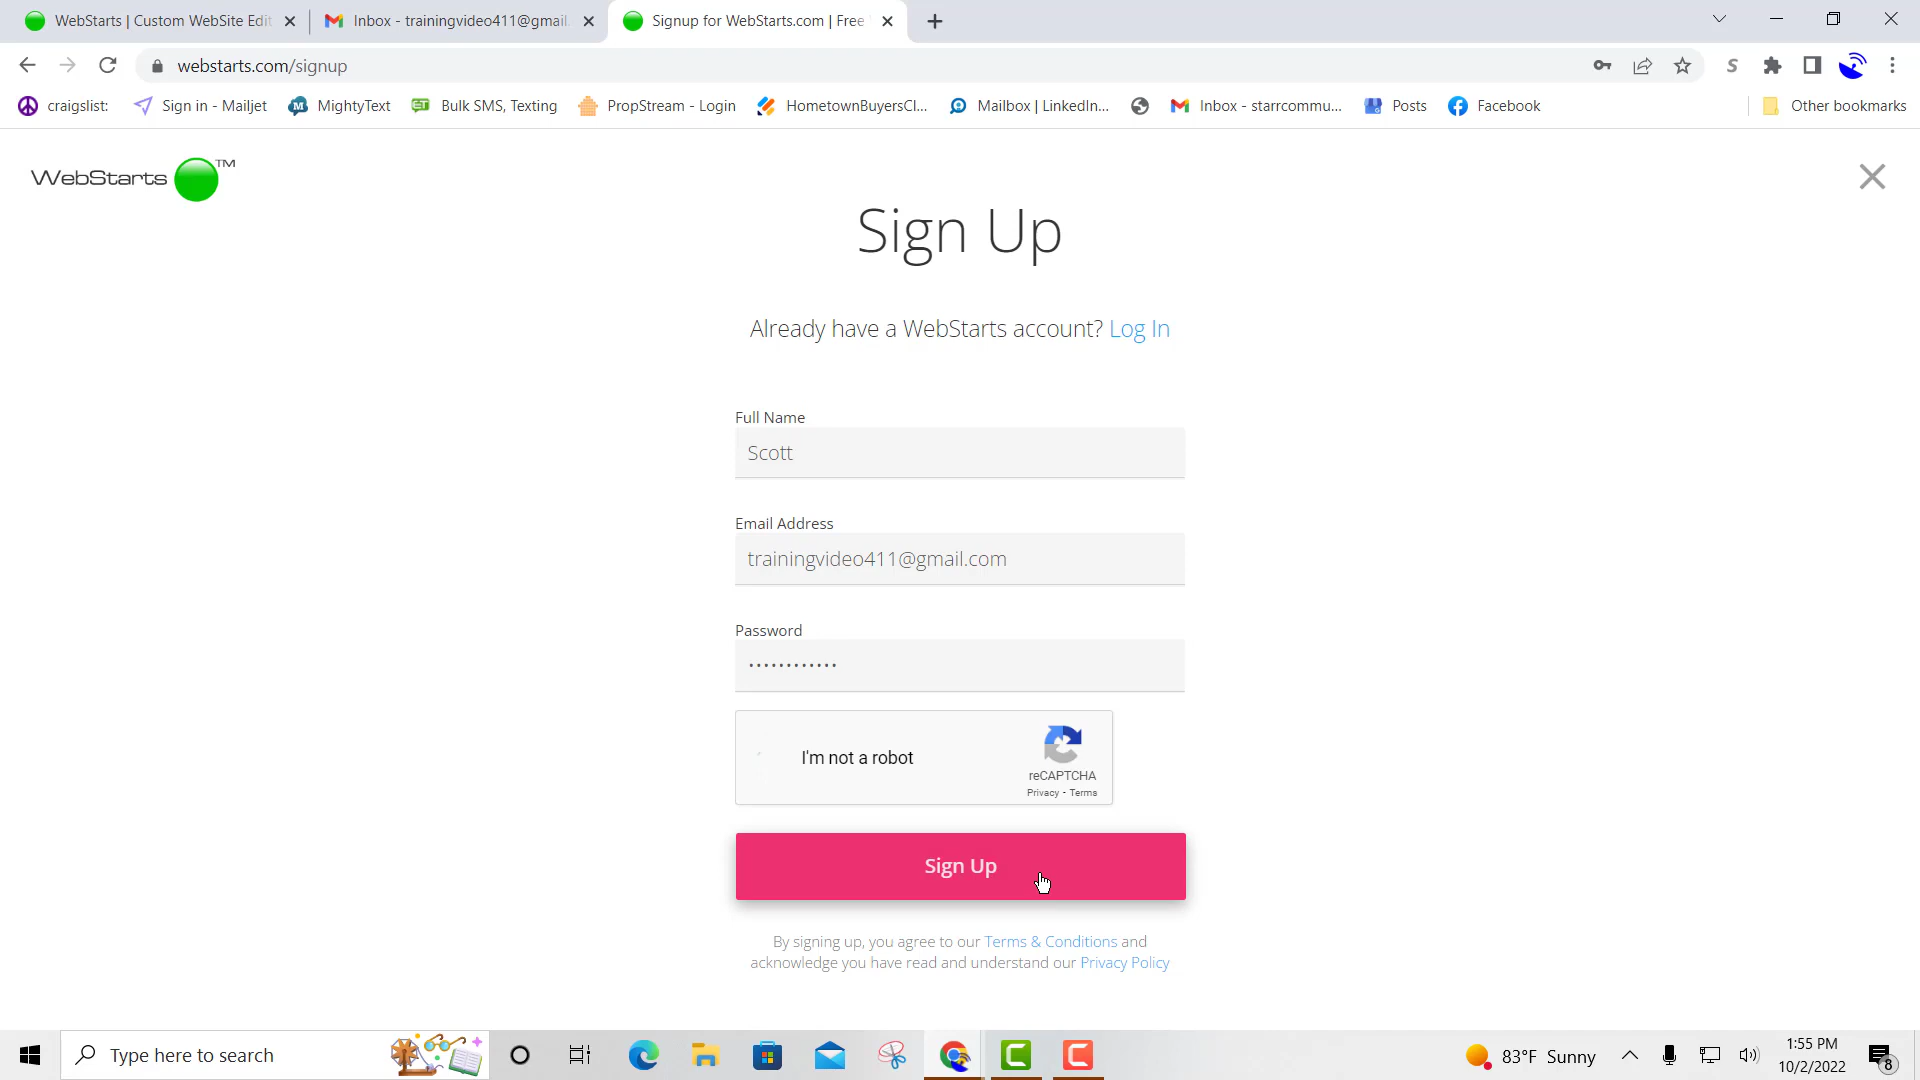 WebStarts | Custom WebSite Edit
Inbox - trainingvideo411@gmail.
Signup for WebStarts.com | Free
webstarts.com/signup
craigslist:
Sign in - Mailjet
MightyText
Bulk SMS, Texting
PropStream - Login
HometownBuyersCl...
Mailbox | LinkedIn...
Inbox - starrcommu...
Posts
Facebook
Other bookmarks
WebStarts TM
Sign Up
Already have a WebStarts account? Log In
Full Name
Scott
Email Address
trainingvideo411@gmail.com
Password
••••••••••••
I'm not a robot
reCAPTCHA
Privacy - Terms
Sign Up
By signing up, you agree to our Terms & Conditions and
acknowledge you have read and understand our Privacy Policy
Type here to search
83°F Sunny
1:55 PM
10/2/2022
8